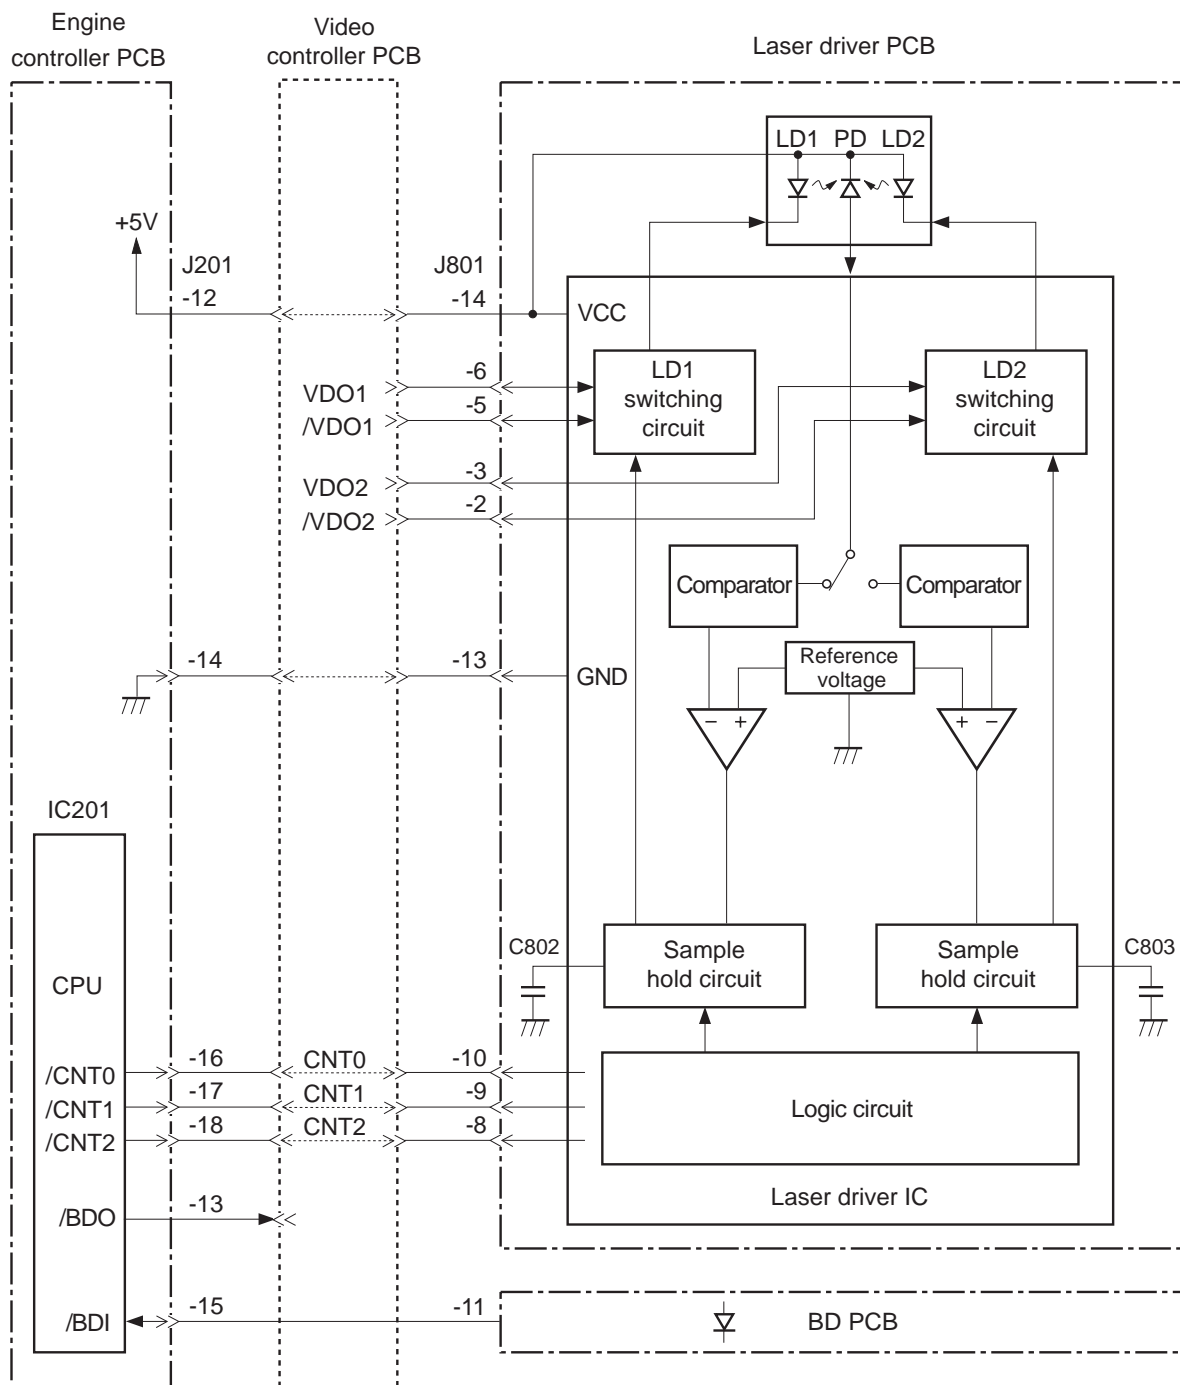 Engine
controller PCB
Video
controller PCB
Laser driver PCB
LD1 PD LD2
+5V
J201
J801
-12
-14
VCC
VDO1
-6
/VDO1
-5
LD1
switching
circuit
LD2
switching
circuit
VDO2
-3
/VDO2
-2
Comparator
Comparator
-14
-13
GND
Reference
voltage
− +
+ −
IC201
CPU
C802
Sample
hold circuit
Sample
hold circuit
C803
/CNT0
-16
CNT0
-10
/CNT1
-17
CNT1
-9
/CNT2
-18
CNT2
-8
Logic circuit
Laser driver IC
/BDO
-13
/BDI
-15
-11
BD PCB